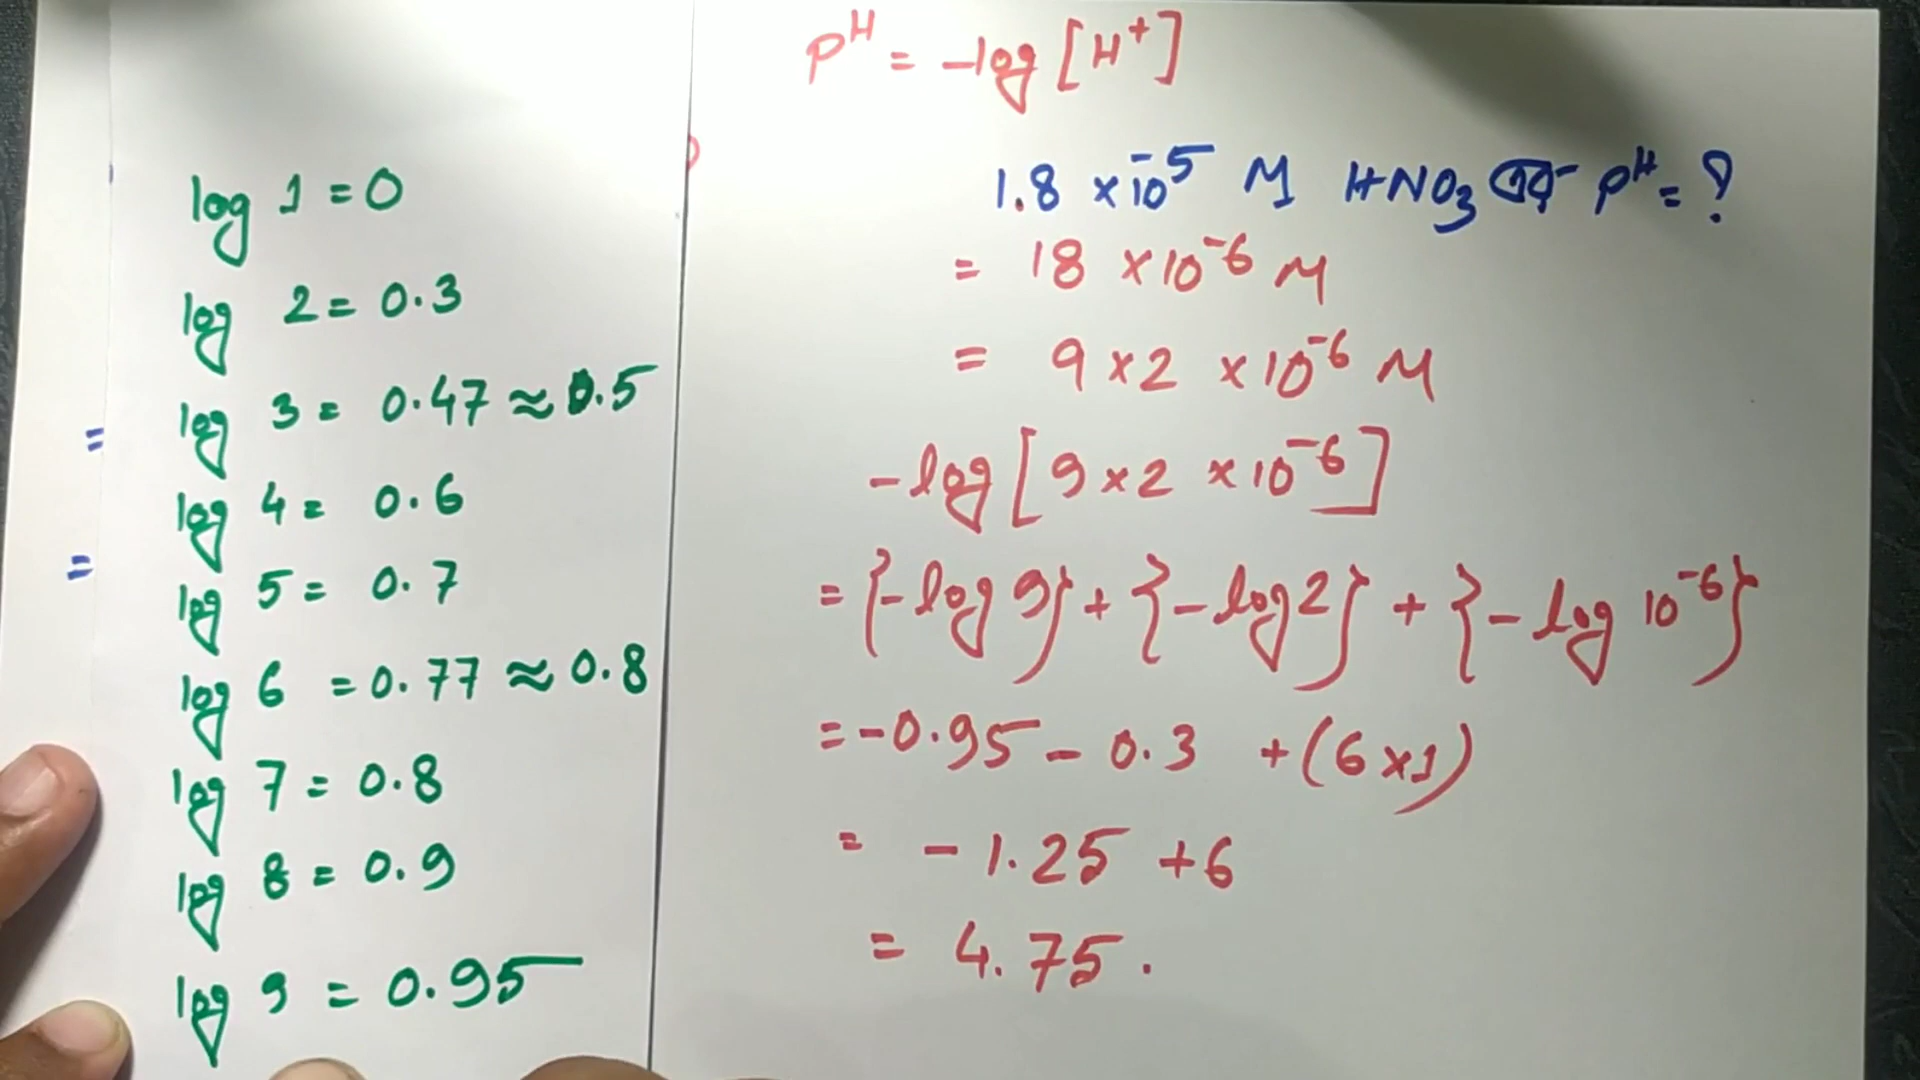 log 1 = 0
log 2 = 0.3
log 3 = 0.47 ≈ 0.5
log 4 = 0.6
log 5 = 0.7
log 6 = 0.77 ≈ 0.8
log 7 = 0.8
log 8 = 0.9
log 9 = 0.95
=
=
pᴴ = -log [H⁺]
1.8 × 10⁻⁵ M HNO₃ pᴴ = ?
= 18 × 10⁻⁶ M
= 9 × 2 × 10⁻⁶ M
-log [9 × 2 × 10⁻⁶]
= {-log 9} + {-log 2} + {-log 10⁻⁶}
= -0.95 - 0.3 + (6 × 1)
= -1.25 + 6
= 4.75.